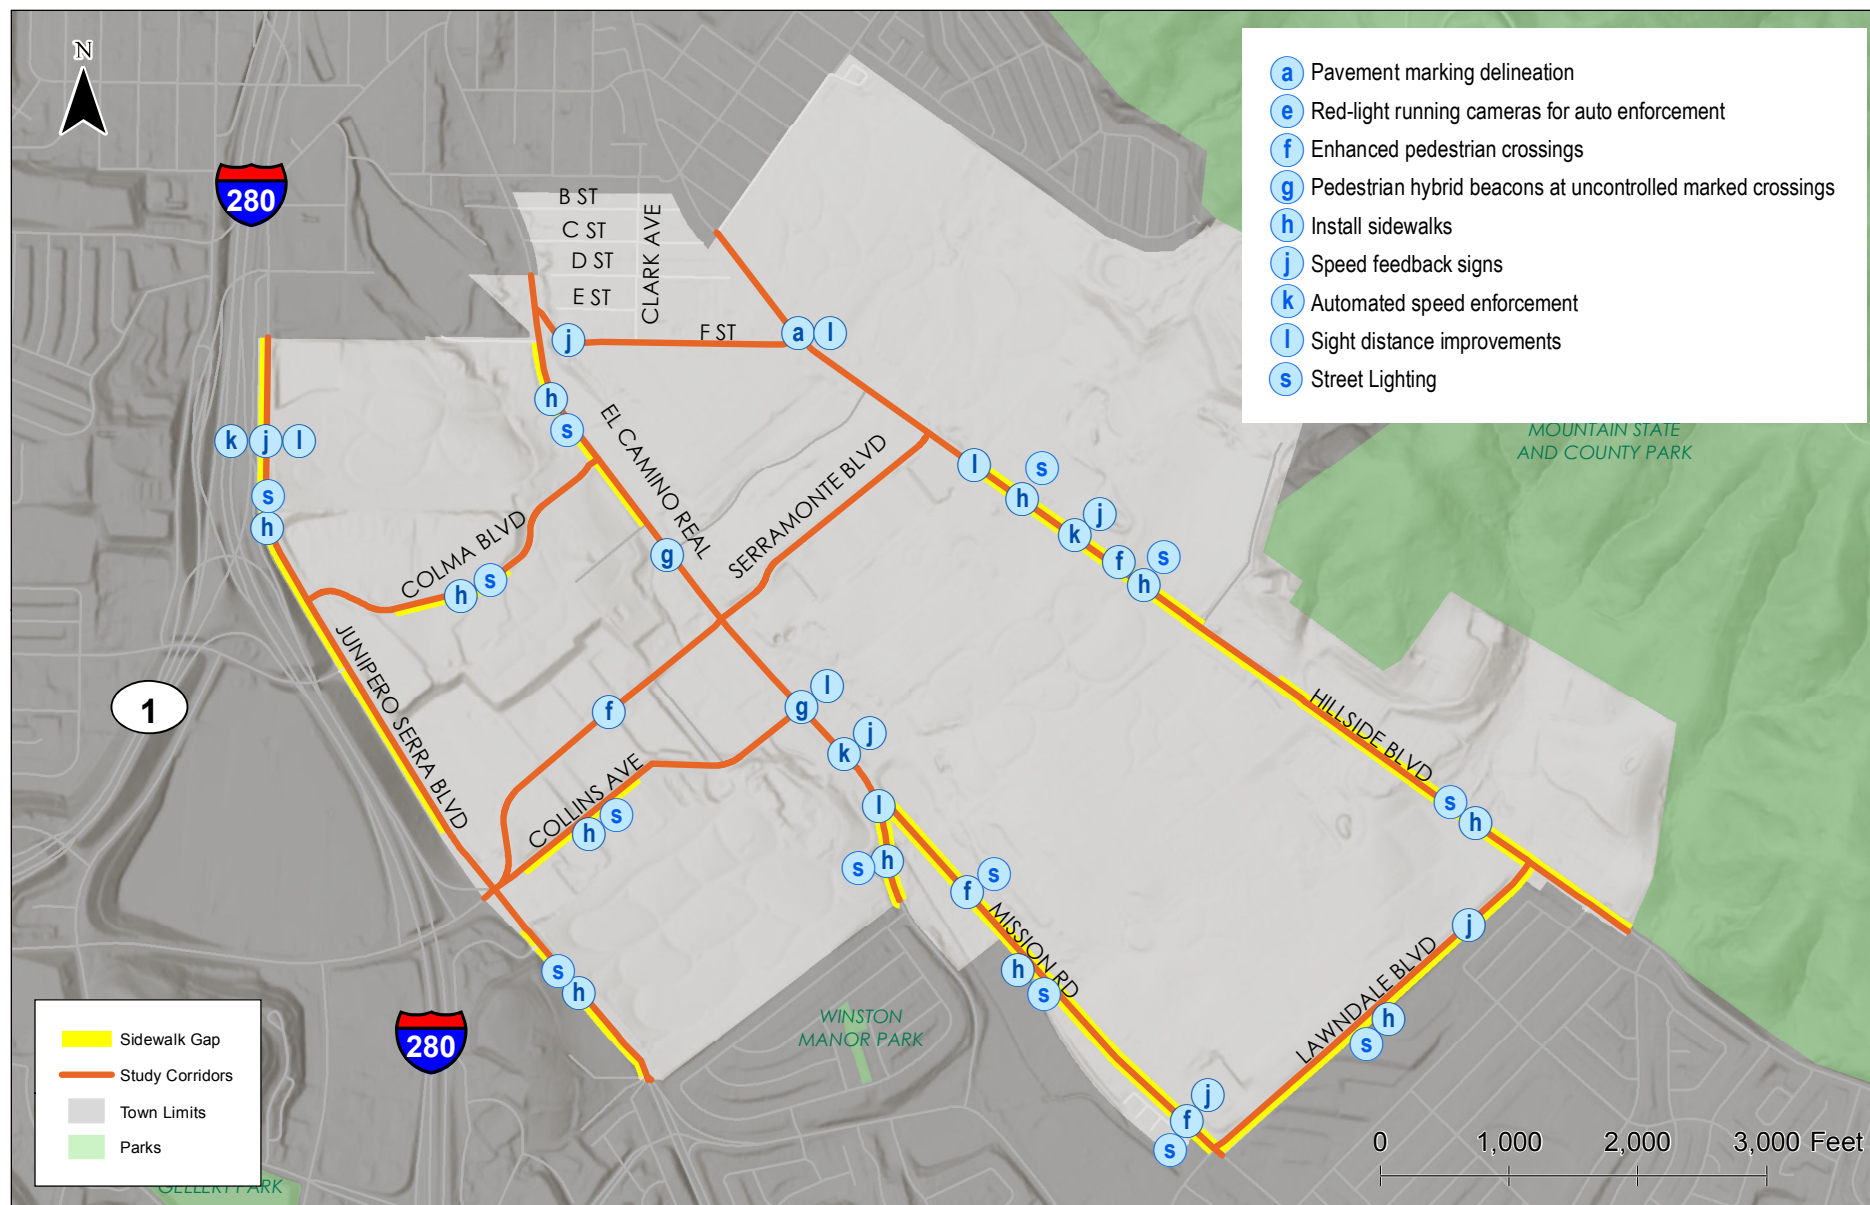 N
a Pavement marking delineation
e Red-light running cameras for auto enforcement
f Enhanced pedestrian crossings
g Pedestrian hybrid beacons at uncontrolled marked crossings
h Install sidewalks
j Speed feedback signs
k Automated speed enforcement
l Sight distance improvements
s Street Lighting
280
B ST
C ST
D ST
E ST
CLARK AVE
F ST
j
a l
h
s
EL CAMINO REAL
k j l
s
h
MOUNTAIN STATE
AND COUNTY PARK
SERRAMONTE BLVD
l
s
h
j
k
f
s
h
COLMA BLVD
h s
g
JUNIPERO SERRA BLVD
1
f
l
g
j
k
HILLSIDE BLVD
COLLINS AVE
h s
l
s h
s
h
s
f
MISSION RD
h
s
j
LAWNDALE BLVD
h
s
s
h
280
WINSTON
MANOR PARK
j
f
s
Sidewalk Gap
Study Corridors
Town Limits
Parks
GELLERT PARK
0 1,000 2,000 3,000 Feet